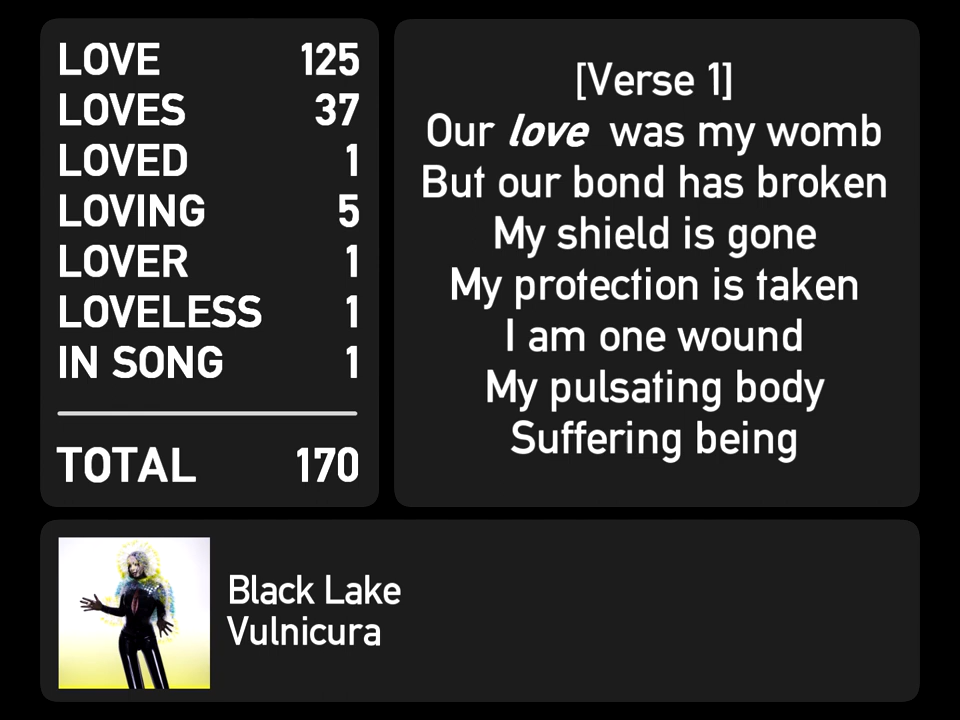 LOVE 125
LOVES 37
LOVED 1
LOVING 5
LOVER 1
LOVELESS 1
IN SONG 1
TOTAL 170
[Verse 1]
Our love was my womb
But our bond has broken
My shield is gone
My protection is taken
I am one wound
My pulsating body
Suffering being
Black Lake
Vulnicura